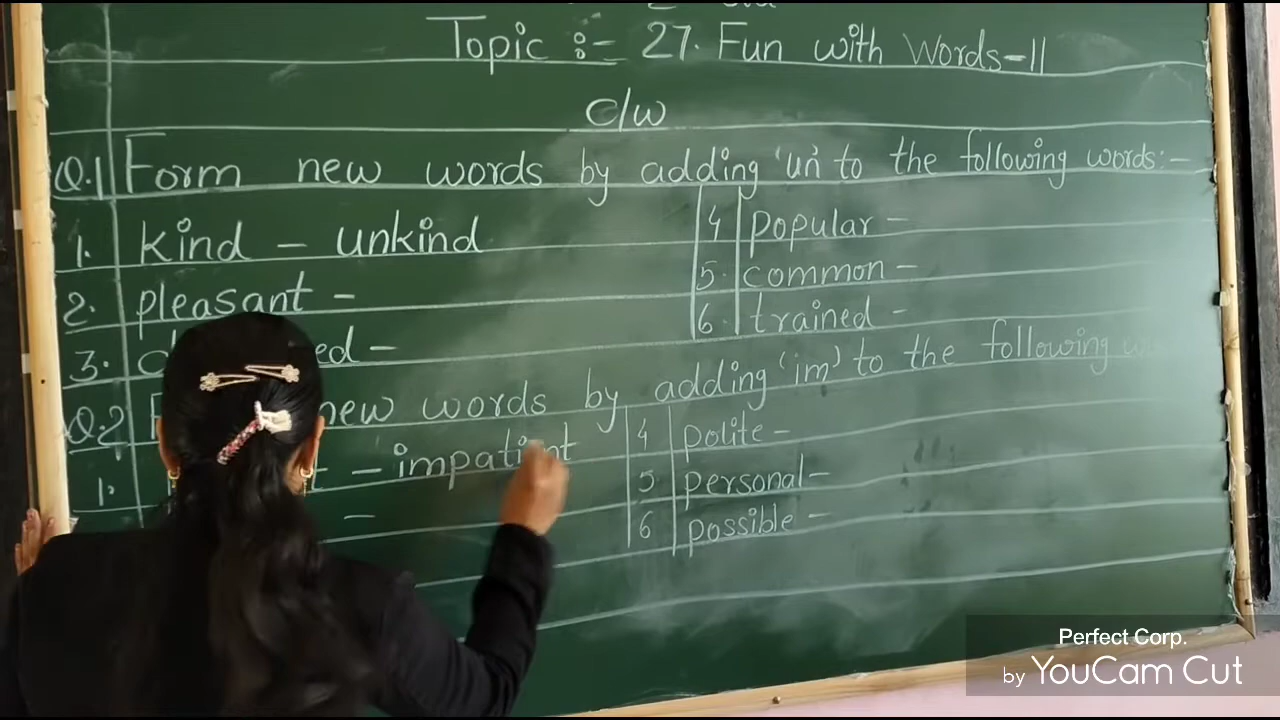 Topic :- 27. Fun with Words-II
c/w
Q.1 Form new words by adding 'un' to the following words:-
1. kind - unkind
2. pleasant -
3.
4 popular -
5. common -
6. trained -
Q.2 new words by adding 'im' to the following
1. - impatient
4 polite -
5 personal -
6 possible -
Perfect Corp.
by YouCam Cut